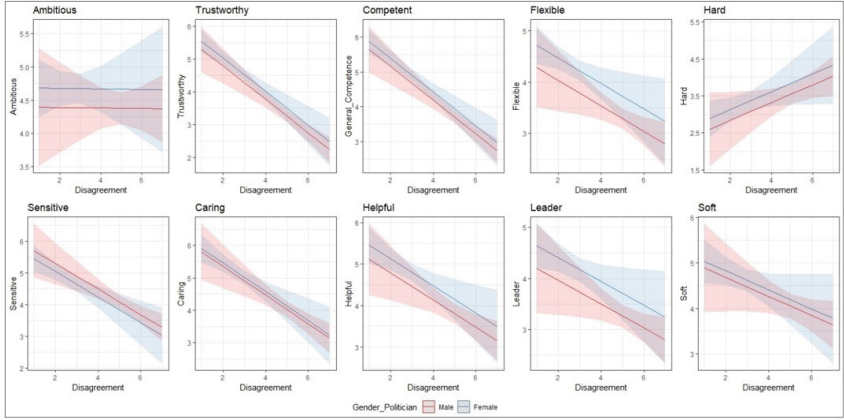 Ambitious
Trustworthy
Competent
Flexible
Hard
5.5
5.0
4.5
4.0
3.5
Ambitious
2
4
6
Disagreement
6
5
4
3
2
Trustworthy
2
4
6
Disagreement
6
5
4
3
General_Competence
2
4
6
Disagreement
5
4
3
Flexible
2
4
6
Disagreement
5.5
4.5
3.5
2.5
1.5
Hard
2
4
6
Disagreement
Sensitive
Caring
Helpful
Leader
Soft
6
5
4
3
2
Sensitive
2
4
6
Disagreement
6
5
4
3
Caring
2
4
6
Disagreement
6
5
4
3
Helpful
2
4
6
Disagreement
5
4
3
Leader
2
4
6
Disagreement
6
5
4
3
Soft
2
4
6
Disagreement
Gender_Politician Male Female